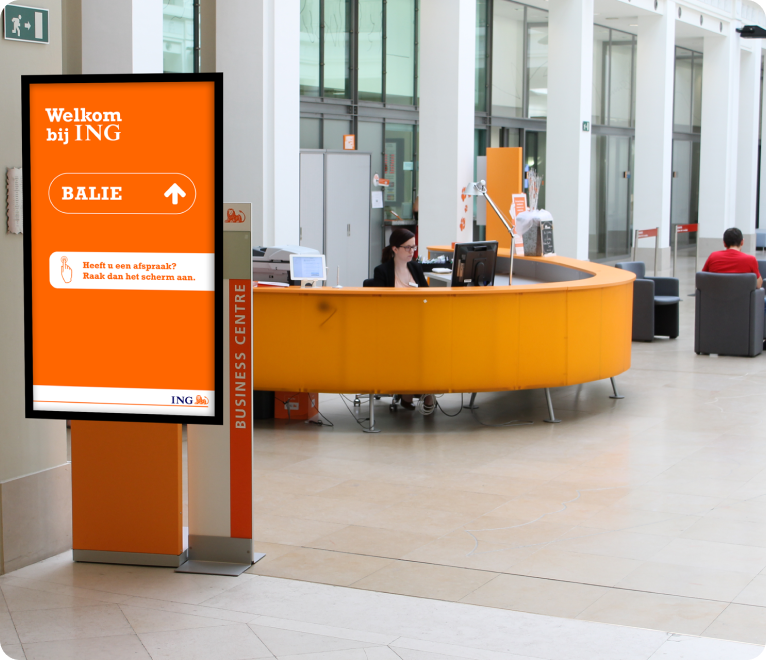 Welkom
bij ING
BALIE
Heeft u een afspraak?
Raak dan het scherm aan.
ING
BUSINESS CENTRE